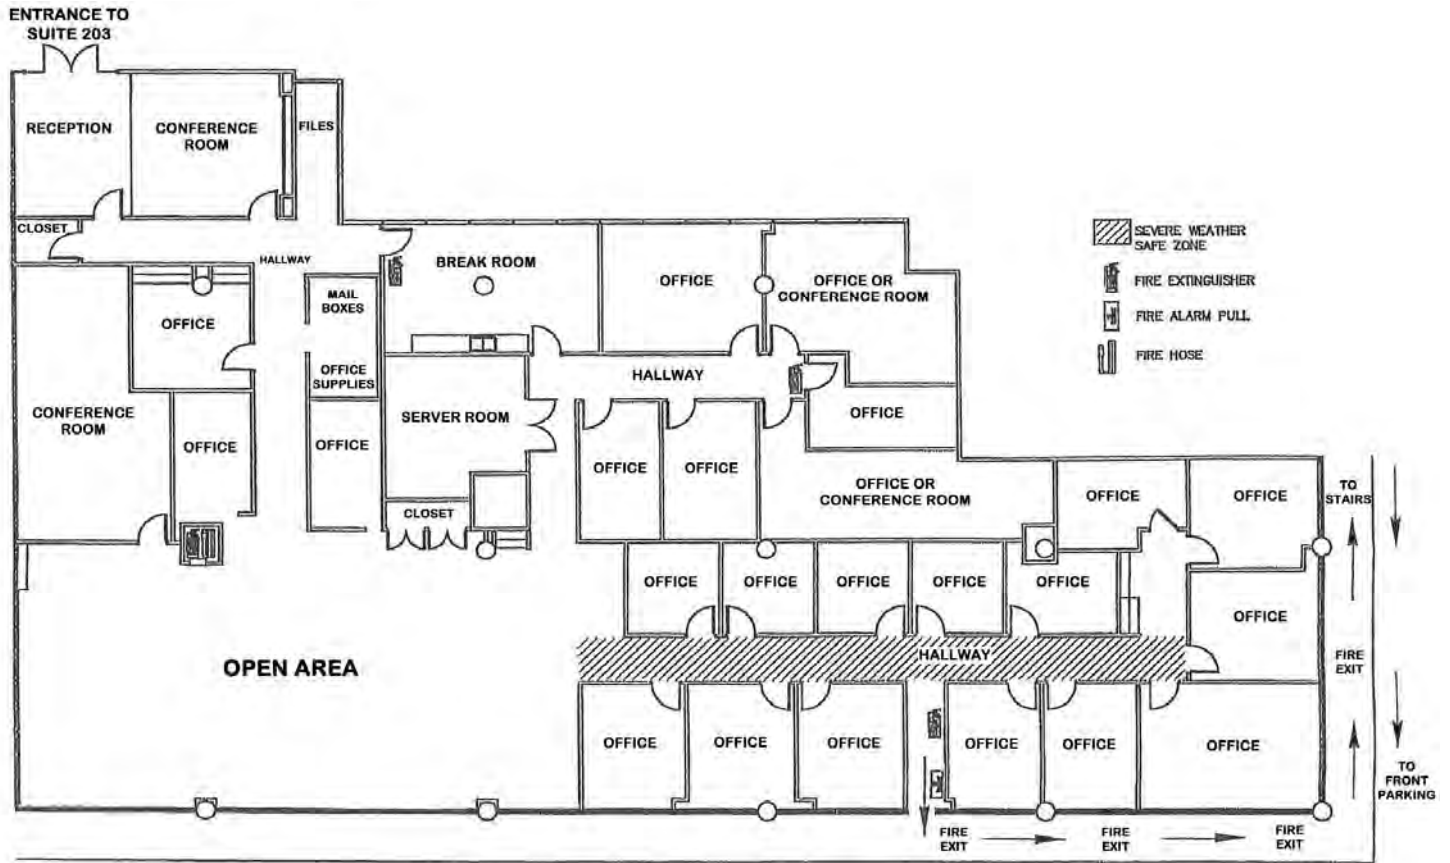 ENTRANCE TO
SUITE 203
RECEPTION
CONFERENCE
ROOM
FILES
CLOSET
HALLWAY
BREAK ROOM
OFFICE
OFFICE OR
CONFERENCE ROOM
SEVERE WEATHER
SAFE ZONE
FIRE EXTINGUISHER
FIRE ALARM PULL
FIRE HOSE
OFFICE
MAIL
BOXES
OFFICE
SUPPLIES
HALLWAY
CONFERENCE
ROOM
OFFICE
OFFICE
SERVER ROOM
OFFICE
OFFICE
OFFICE
OFFICE OR
CONFERENCE ROOM
OFFICE
OFFICE
TO
STAIRS
CLOSET
OFFICE
OFFICE
OFFICE
OFFICE
OFFICE
OFFICE
OPEN AREA
HALLWAY
FIRE
EXIT
OFFICE
OFFICE
OFFICE
OFFICE
OFFICE
OFFICE
TO
FRONT
PARKING
FIRE
EXIT
FIRE
EXIT
FIRE
EXIT